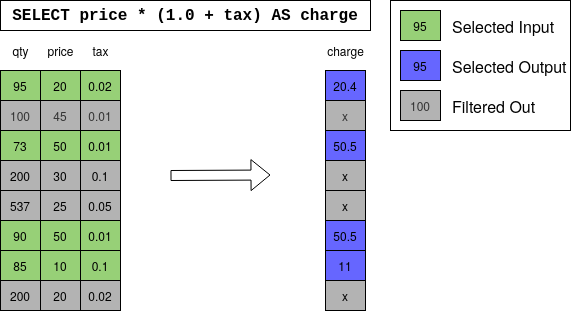 SELECT price * (1.0 + tax) AS charge
qty price tax charge
95 20 0.02 20.4
100 45 0.01 x
73 50 0.01 50.5
200 30 0.1 x
537 25 0.05 x
90 50 0.01 50.5
85 10 0.1 11
200 20 0.02 x
95 Selected Input
95 Selected Output
100 Filtered Out